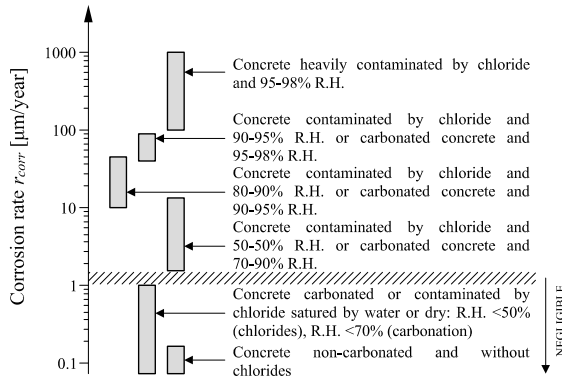 1000
100
10
1
0.1
Corrosion rate rcorr [μm/year]
Concrete heavily contaminated by chloride
and 95-98% R.H.
Concrete contaminated by chloride and
90-95% R.H. or carbonated concrete and
95-98% R.H.
Concrete contaminated by chloride and
80-90% R.H. or carbonated concrete and
90-95% R.H.
Concrete contaminated by chloride and
50-50% R.H. or carbonated concrete and
70-90% R.H.
Concrete carbonated or contaminated by
chloride satured by water or dry: R.H. <50%
(chlorides), R.H. <70% (carbonation)
Concrete non-carbonated and without
chlorides
NEGLIGIBLE